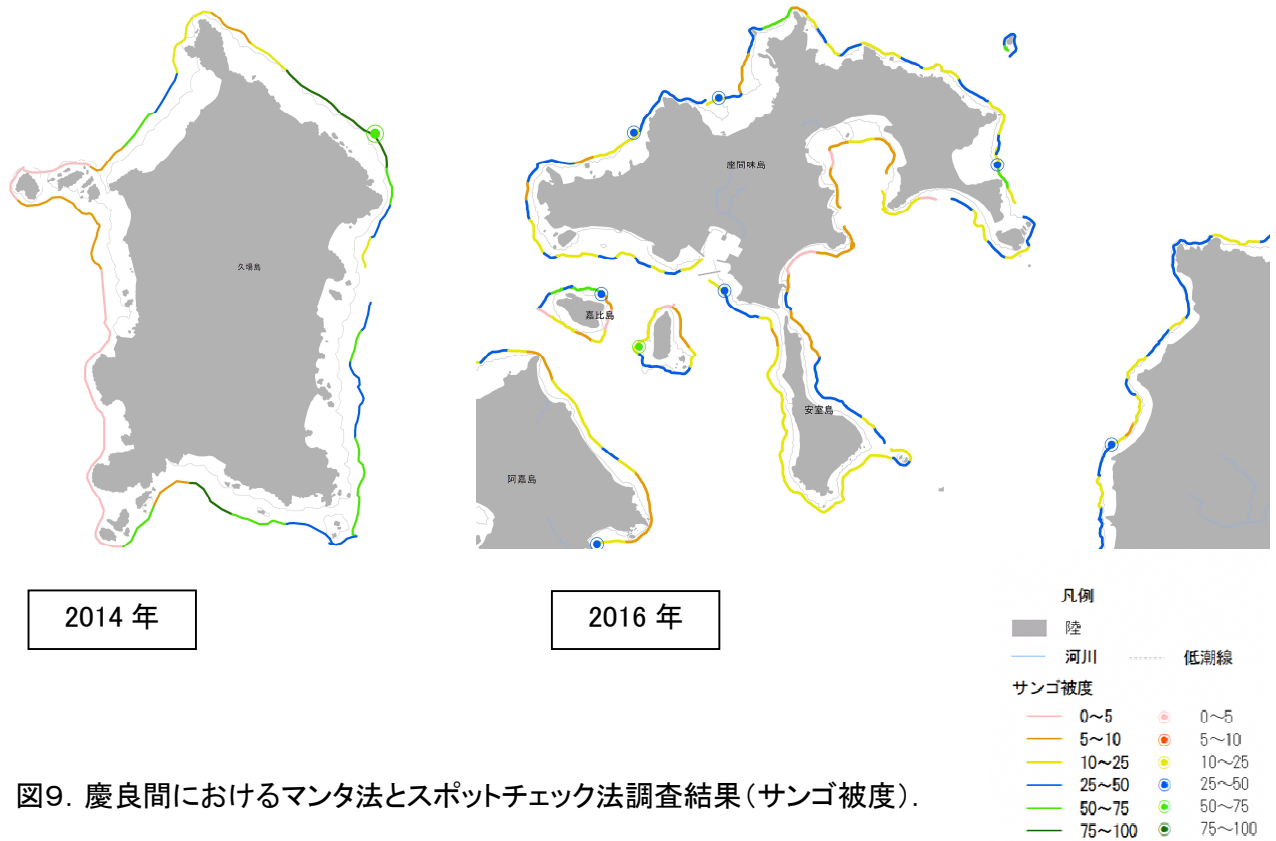 久場島
座間味島
嘉比島
安室島
阿嘉島
2014 年
2016 年
凡例
陸
河川 低潮線
サンゴ被度
0～5 0～5
5～10 5～10
10～25 10～25
25～50 25～50
50～75 50～75
75～100 75～100
図9．慶良間におけるマンタ法とスポットチェック法調査結果（サンゴ被度）．